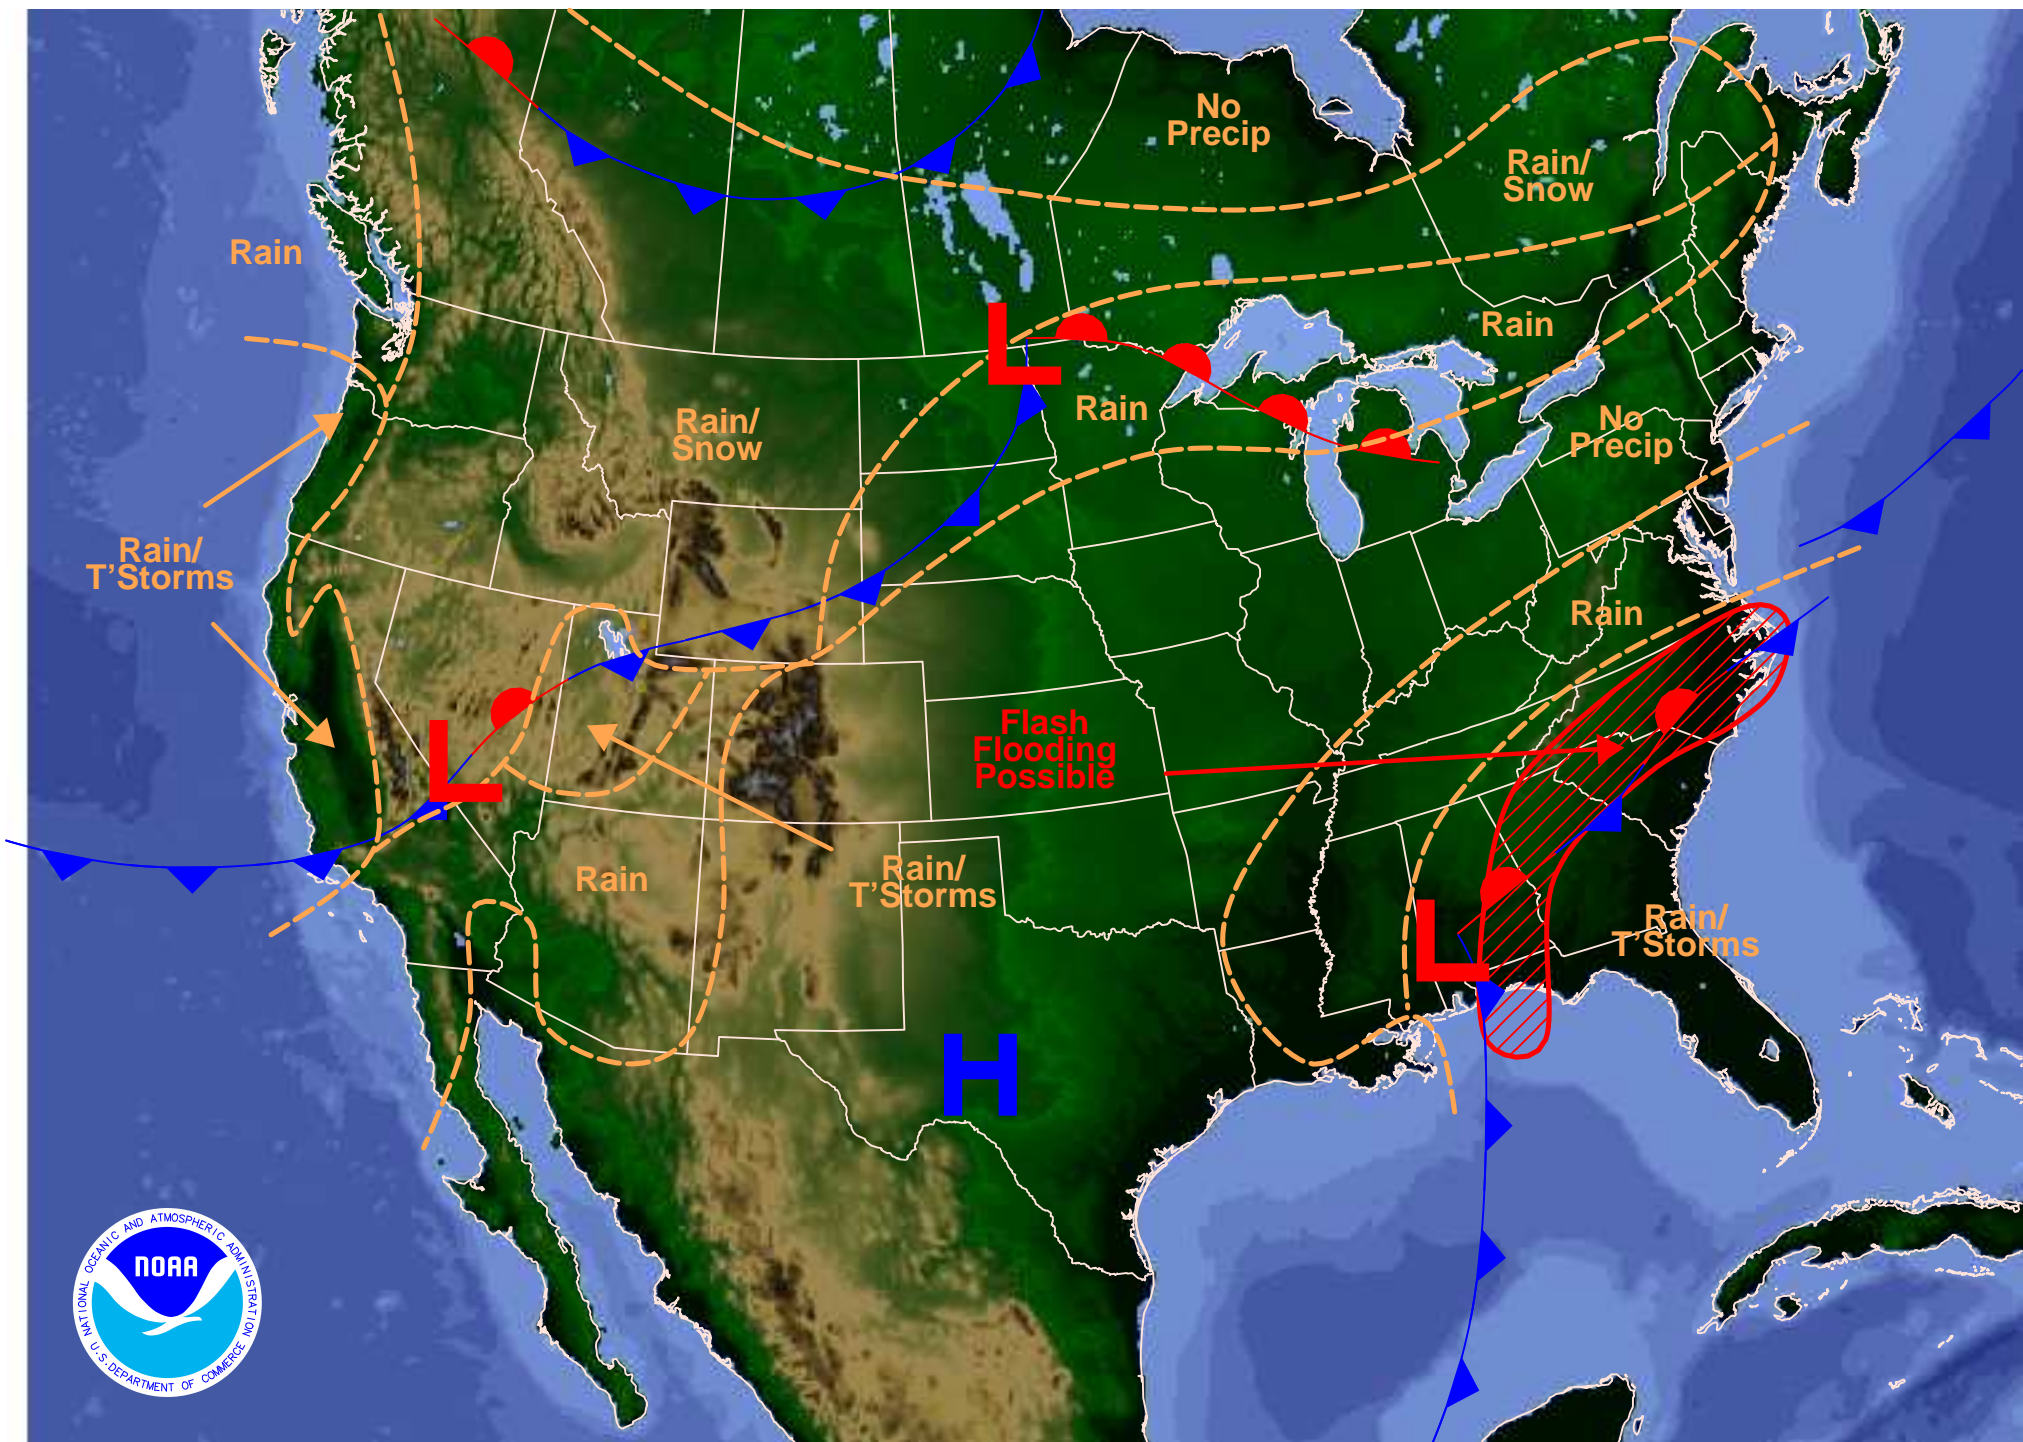 No
Precip
Rain/
Snow
Rain
L
Rain
Rain
Rain/
Snow
No
Precip
Rain/
T'Storms
Rain
L
Flash
Flooding
Possible
Rain
Rain/
T'Storms
L
Rain/
T'Storms
H
NATIONAL OCEANIC AND ATMOSPHERIC ADMINISTRATION
NOAA
U.S. DEPARTMENT OF COMMERCE